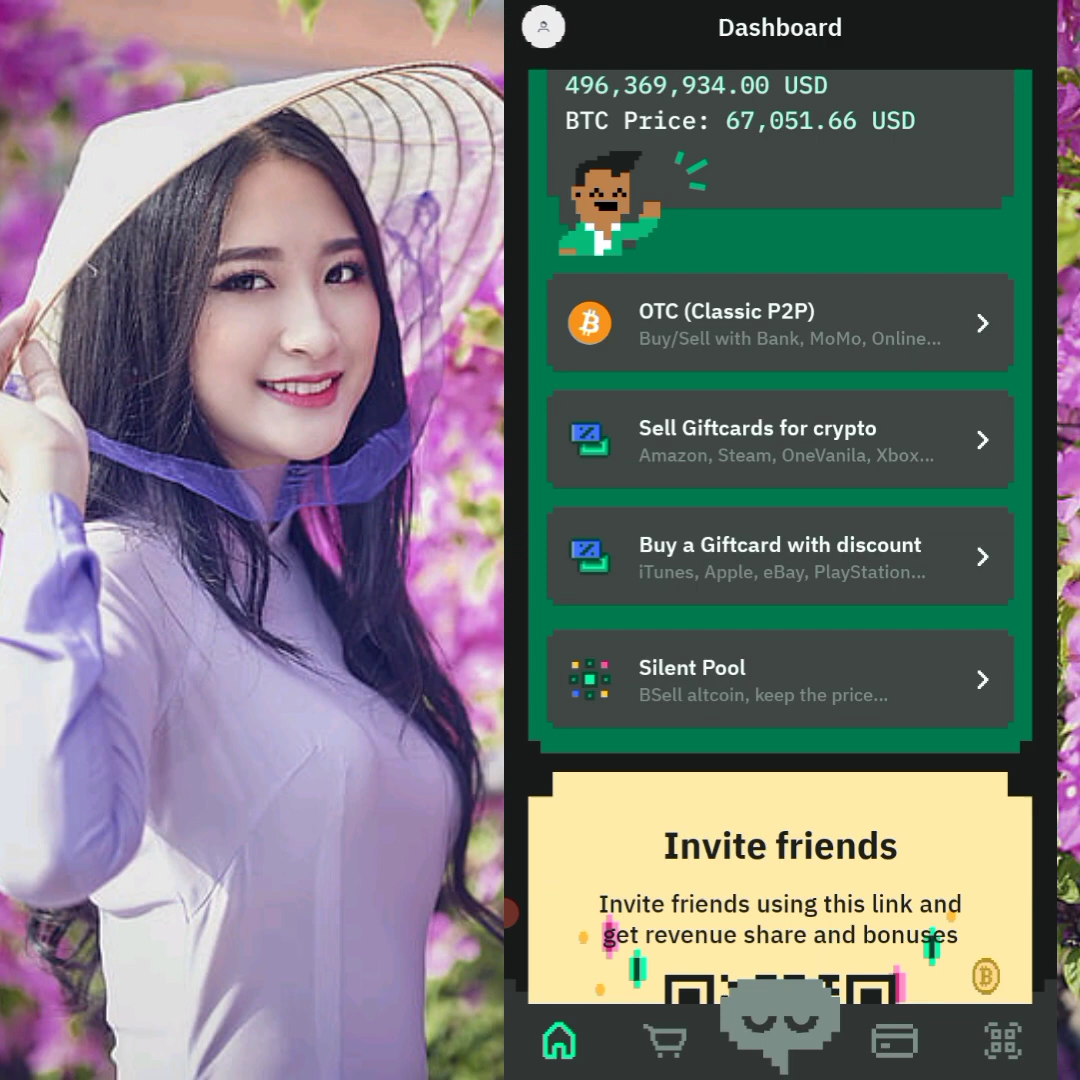 Dashboard
496,369,934.00 USD
BTC Price: 67,051.66 USD
OTC (Classic P2P)
Buy/Sell with Bank, MoMo, Online...
Sell Giftcards for crypto
Amazon, Steam, OneVanila, Xbox...
Buy a Giftcard with discount
iTunes, Apple, eBay, PlayStation...
Silent Pool
BSell altcoin, keep the price...
Invite friends
Invite friends using this link and
get revenue share and bonuses